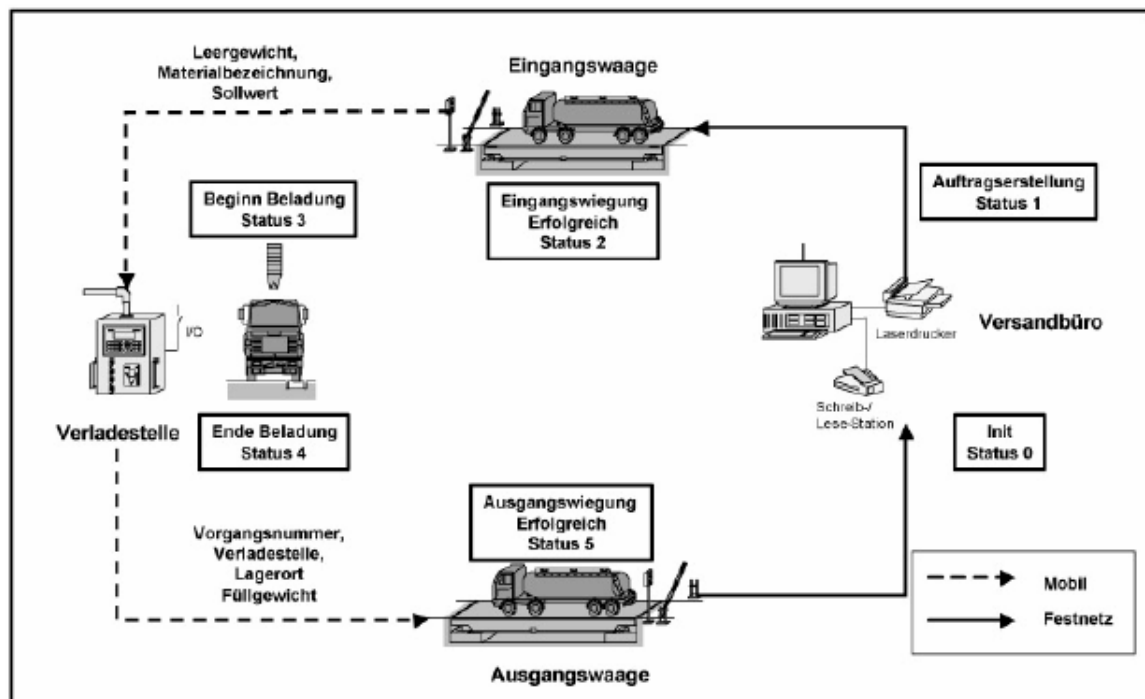 Leergewicht,
Materialbezeichnung,
Sollwert
Eingangswaage
Auftragserstellung
Status 1
Beginn Beladung
Status 3
Eingangswiegung
Erfolgreich
Status 2
I/O
Laserdrucker
Versandbüro
Schreib-/
Lese-Station
Verladestelle
Ende Beladung
Status 4
Init
Status 0
Ausgangswiegung
Erfolgreich
Status 5
Vorgangsnummer,
Verladestelle,
Lagerort
Füllgewicht
Mobil
Festnetz
Ausgangswaage